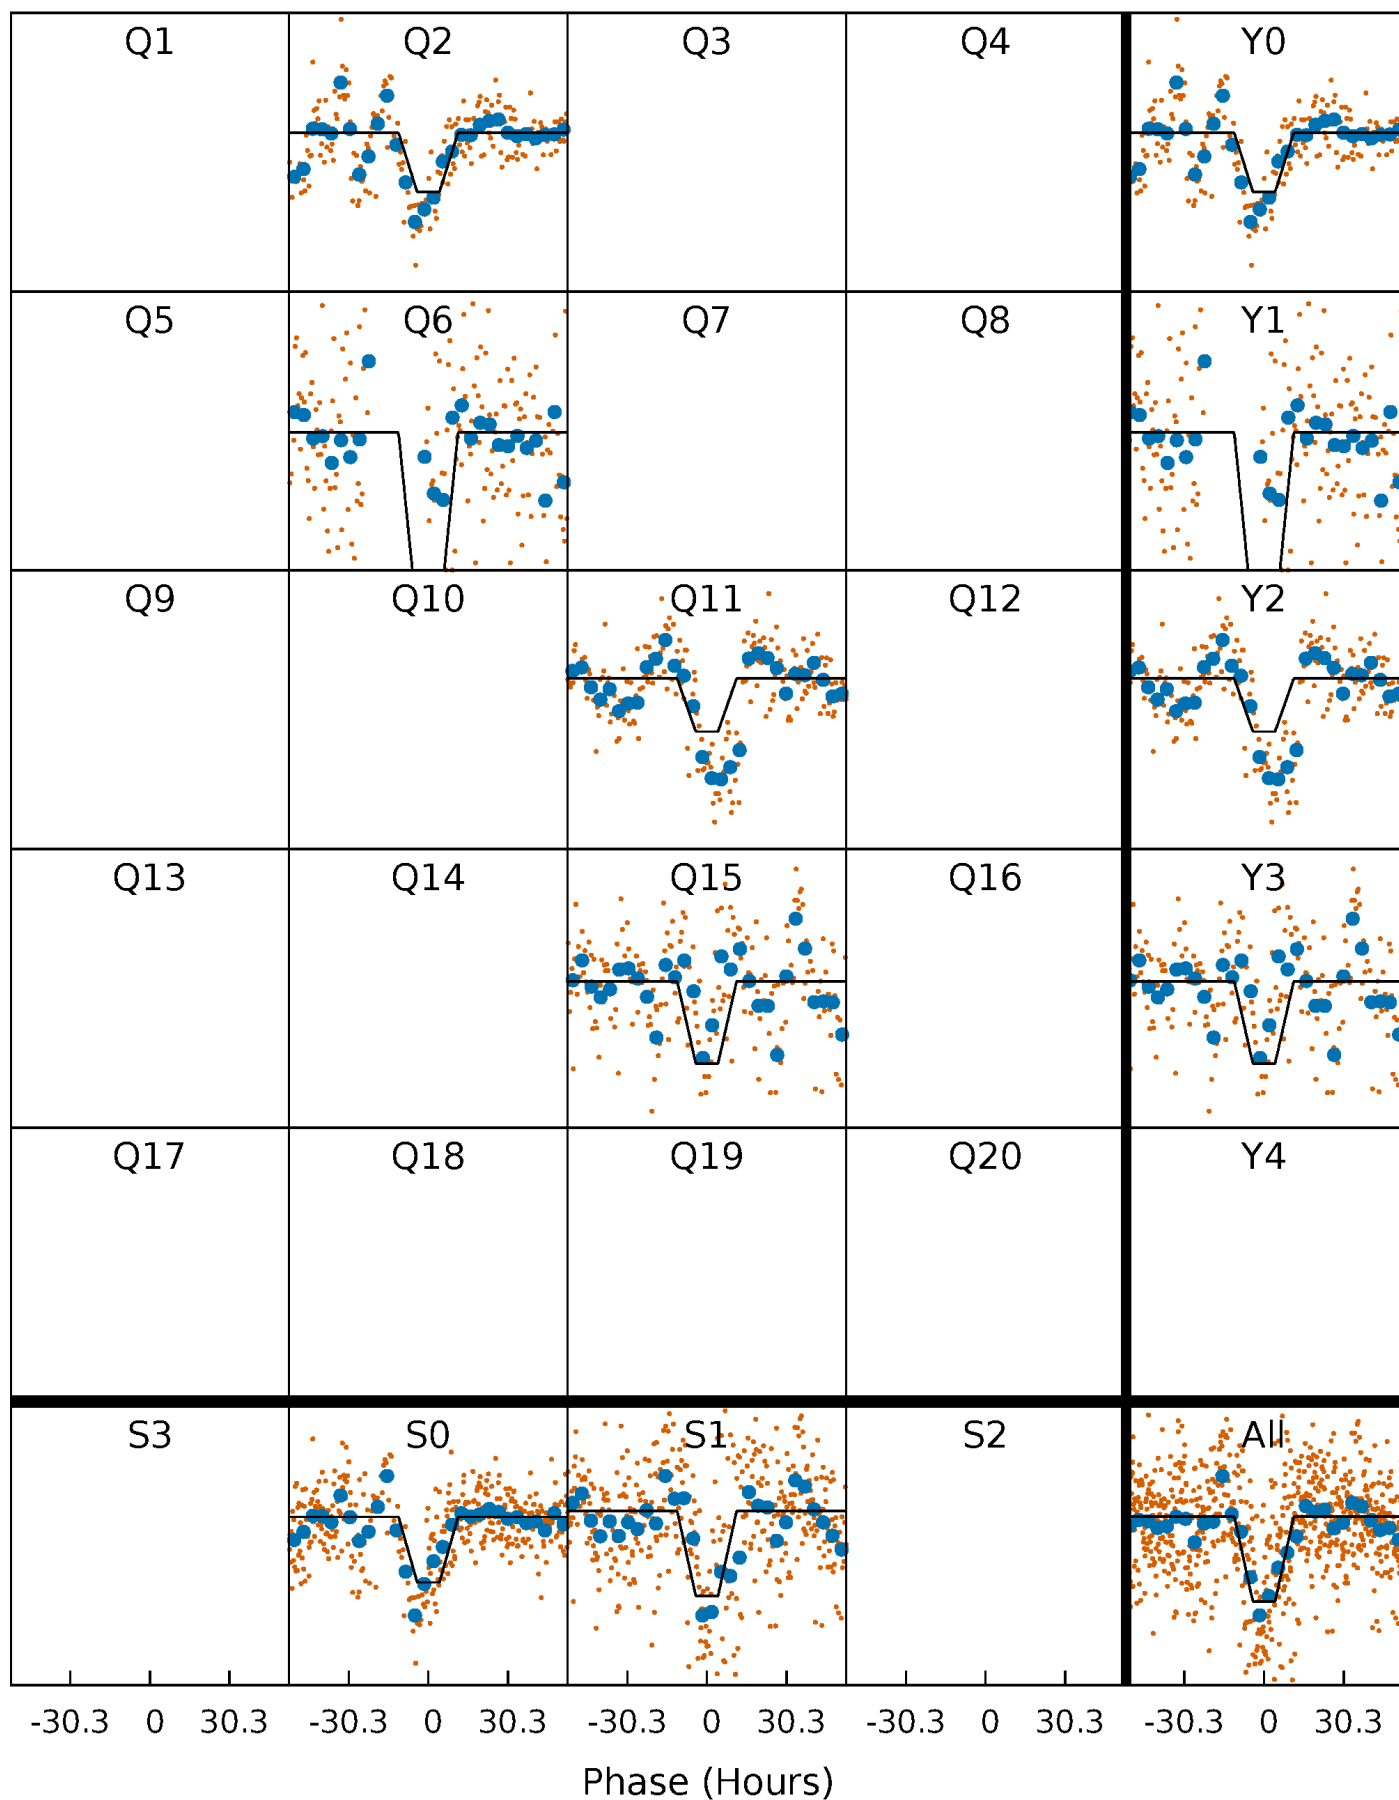 Q1 Q2 Q3 Q4 Y0
Q5 Q6 Q7 Q8 Y1
Q9 Q10 Q11 Q12 Y2
Q13 Q14 Q15 Q16 Y3
Q17 Q18 Q19 Q20 Y4
S3 S0 S1 S2 All
-30.3 0 30.3 -30.3 0 30.3 -30.3 0 30.3 -30.3 0 30.3 -30.3 0 30.3
Phase (Hours)